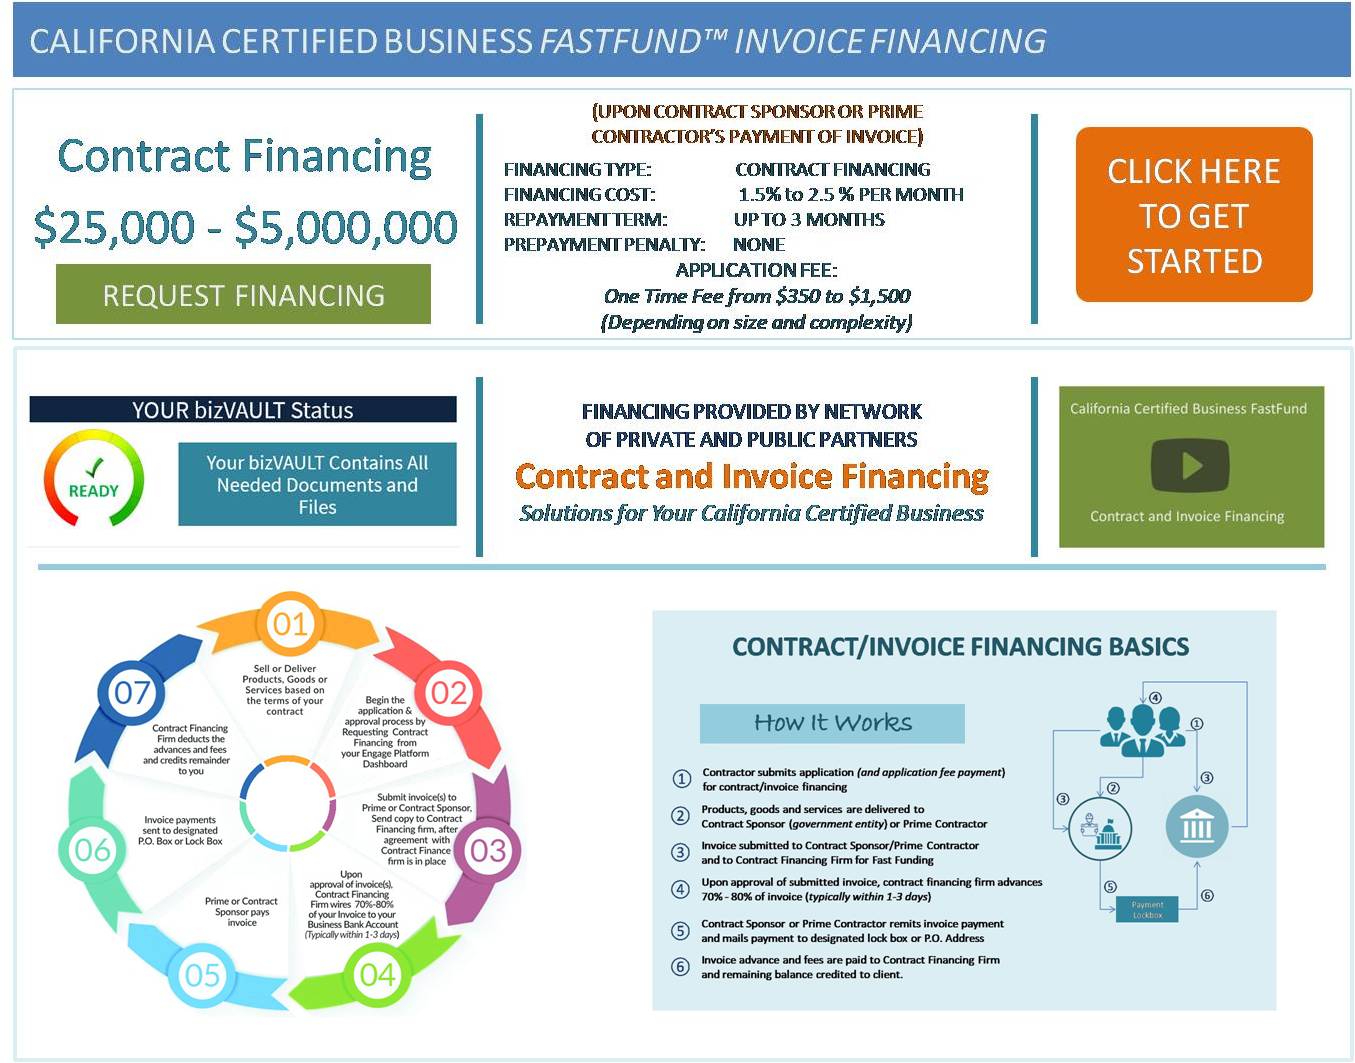 CALIFORNIA CERTIFIED BUSINESS FASTFUND™ INVOICE FINANCING
Contract Financing
$25,000 - $5,000,000
REQUEST FINANCING
(UPON CONTRACT SPONSOR OR PRIME
CONTRACTOR'S PAYMENT OF INVOICE)
FINANCING TYPE: CONTRACT FINANCING
FINANCING COST: 1.5% to 2.5 % PER MONTH
REPAYMENT TERM: UP TO 3 MONTHS
PREPAYMENT PENALTY: NONE
APPLICATION FEE:
One Time Fee from $350 to $1,500
(Depending on size and complexity)
CLICK HERE
TO GET
STARTED
YOUR bizVAULT Status
READY
Your bizVAULT Contains All
Needed Documents and
Files
FINANCING PROVIDED BY NETWORK
OF PRIVATE AND PUBLIC PARTNERS
Contract and Invoice Financing
Solutions for Your California Certified Business
California Certified Business FastFund
Contract and Invoice Financing
01
Sell or Deliver
Products, Goods or
Services based on
the terms of your
contract
02
Begin the
application &
approval process by
Requesting Contract
Financing from
your Engage Platform
Dashboard
03
Submit invoice(s) to
Prime or Contract Sponsor,
Send copy to Contract
Financing firm, after
agreement with
Contract Finance
firm is in place
04
Upon
approval of invoice(s),
Contract Financing
Firm wires 70%-80%
of your Invoice to your
Business Bank Account
(Typically within 1-3 days)
05
Prime or Contract
Sponsor pays
invoice
06
Invoice payments
sent to designated
P.O. Box or Lock Box
07
Contract Financing
Firm deducts the
advances and fees
and credits remainder
to you
CONTRACT/INVOICE FINANCING BASICS
How It Works
1 Contractor submits application (and application fee payment)
for contract/invoice financing
2 Products, goods and services are delivered to
Contract Sponsor (government entity) or Prime Contractor
3 Invoice submitted to Contract Sponsor/Prime Contractor
and to Contract Financing Firm for Fast Funding
4 Upon approval of submitted invoice, contract financing firm advances
70% - 80% of invoice (typically within 1-3 days)
5 Contract Sponsor or Prime Contractor remits invoice payment
and mails payment to designated lock box or P.O. Address
6 Invoice advance and fees are paid to Contract Financing Firm
and remaining balance credited to client.
4
1
3
2
3
5
6
Payment
Lockbox